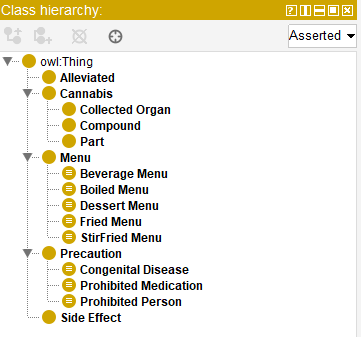 Class hierarchy:
Asserted
owl:Thing
Alleviated
Cannabis
Collected Organ
Compound
Part
Menu
Beverage Menu
Boiled Menu
Dessert Menu
Fried Menu
StirFried Menu
Precaution
Congenital Disease
Prohibited Medication
Prohibited Person
Side Effect